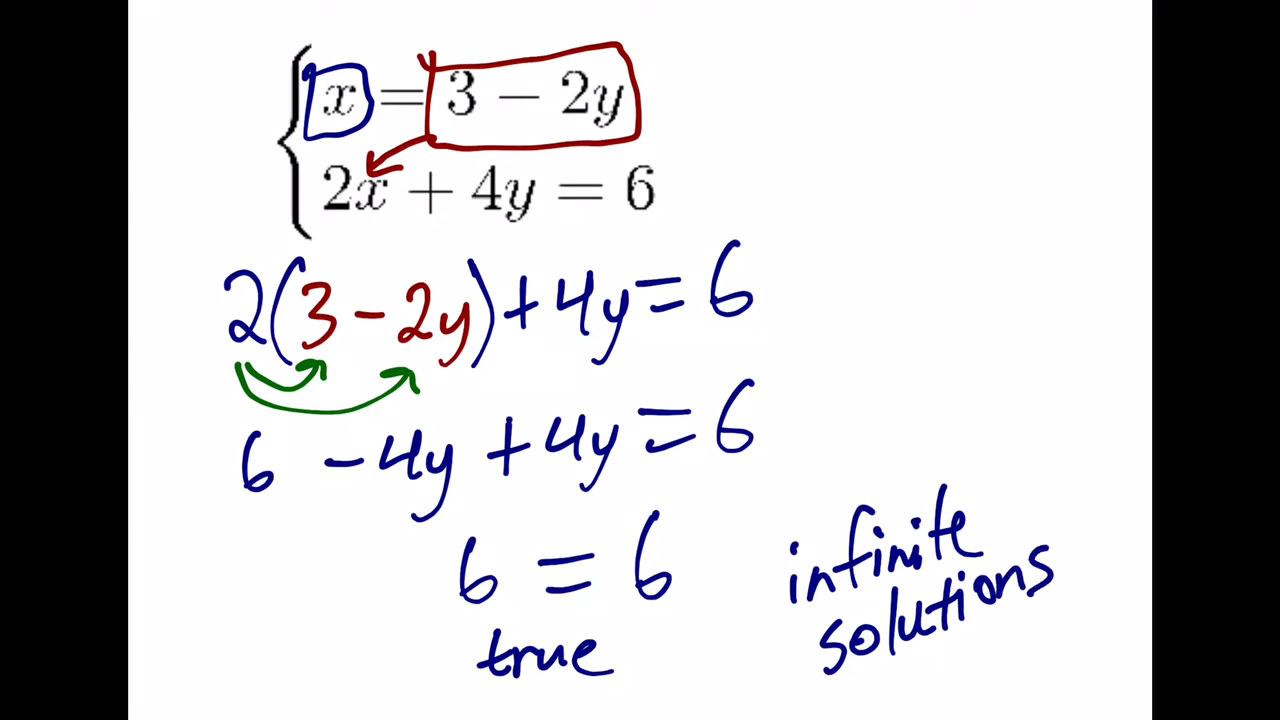 x = 3 − 2y
2x + 4y = 6
2(3 − 2y) + 4y = 6
6 − 4y + 4y = 6
6 = 6
true
infinite
solutions